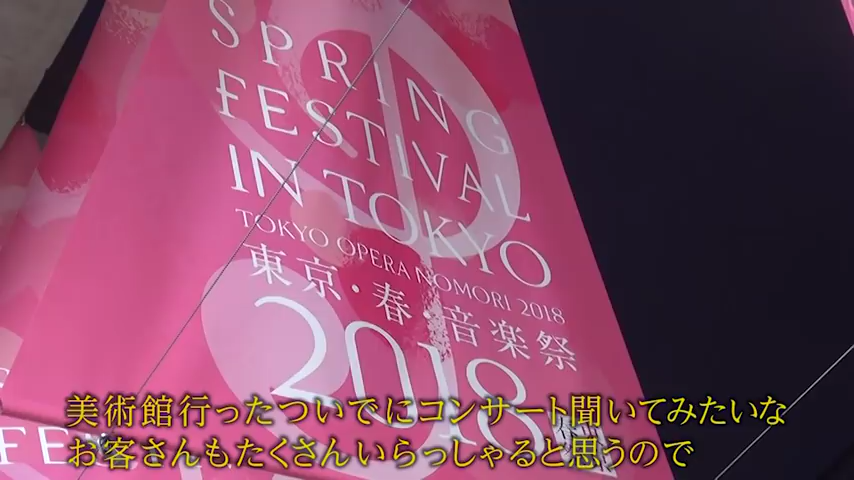 SPRING
FESTIVAL
IN TOKYO
TOKYO OPERA NOMORI 2018
東京・春・音楽祭
2018
美術館行ったついでにコンサート聞いてみたいな
お客さんもたくさんいらっしゃると思うので